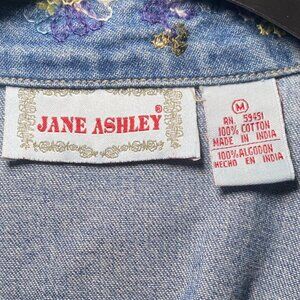 JANE ASHLEY ®
M
RN. 59451
100% COTTON
MADE IN INDIA
100% ALGODON
HECHO EN INDIA